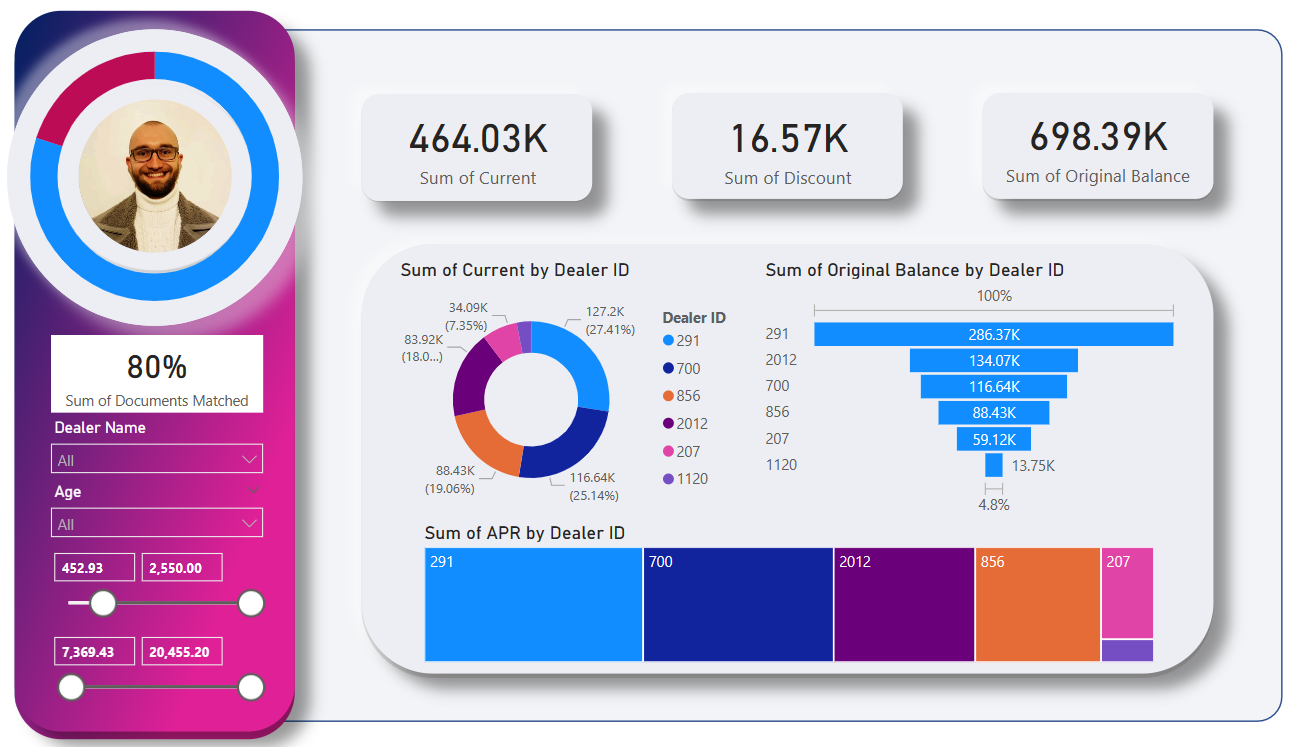 464.03K
Sum of Current
16.57K
Sum of Discount
698.39K
Sum of Original Balance
80%
Sum of Documents Matched
Dealer Name
All
Age
All
452.93
2,550.00
7,369.43
20,455.20
Sum of Current by Dealer ID
34.09K
(7.35%)
83.92K
(18.0...)
88.43K
(19.06%)
127.2K
(27.41%)
116.64K
(25.14%)
Dealer ID
291
700
856
2012
207
1120
Sum of Original Balance by Dealer ID
100%
291 286.37K
2012 134.07K
700 116.64K
856 88.43K
207 59.12K
1120 13.75K
4.8%
Sum of APR by Dealer ID
291
700
2012
856
207